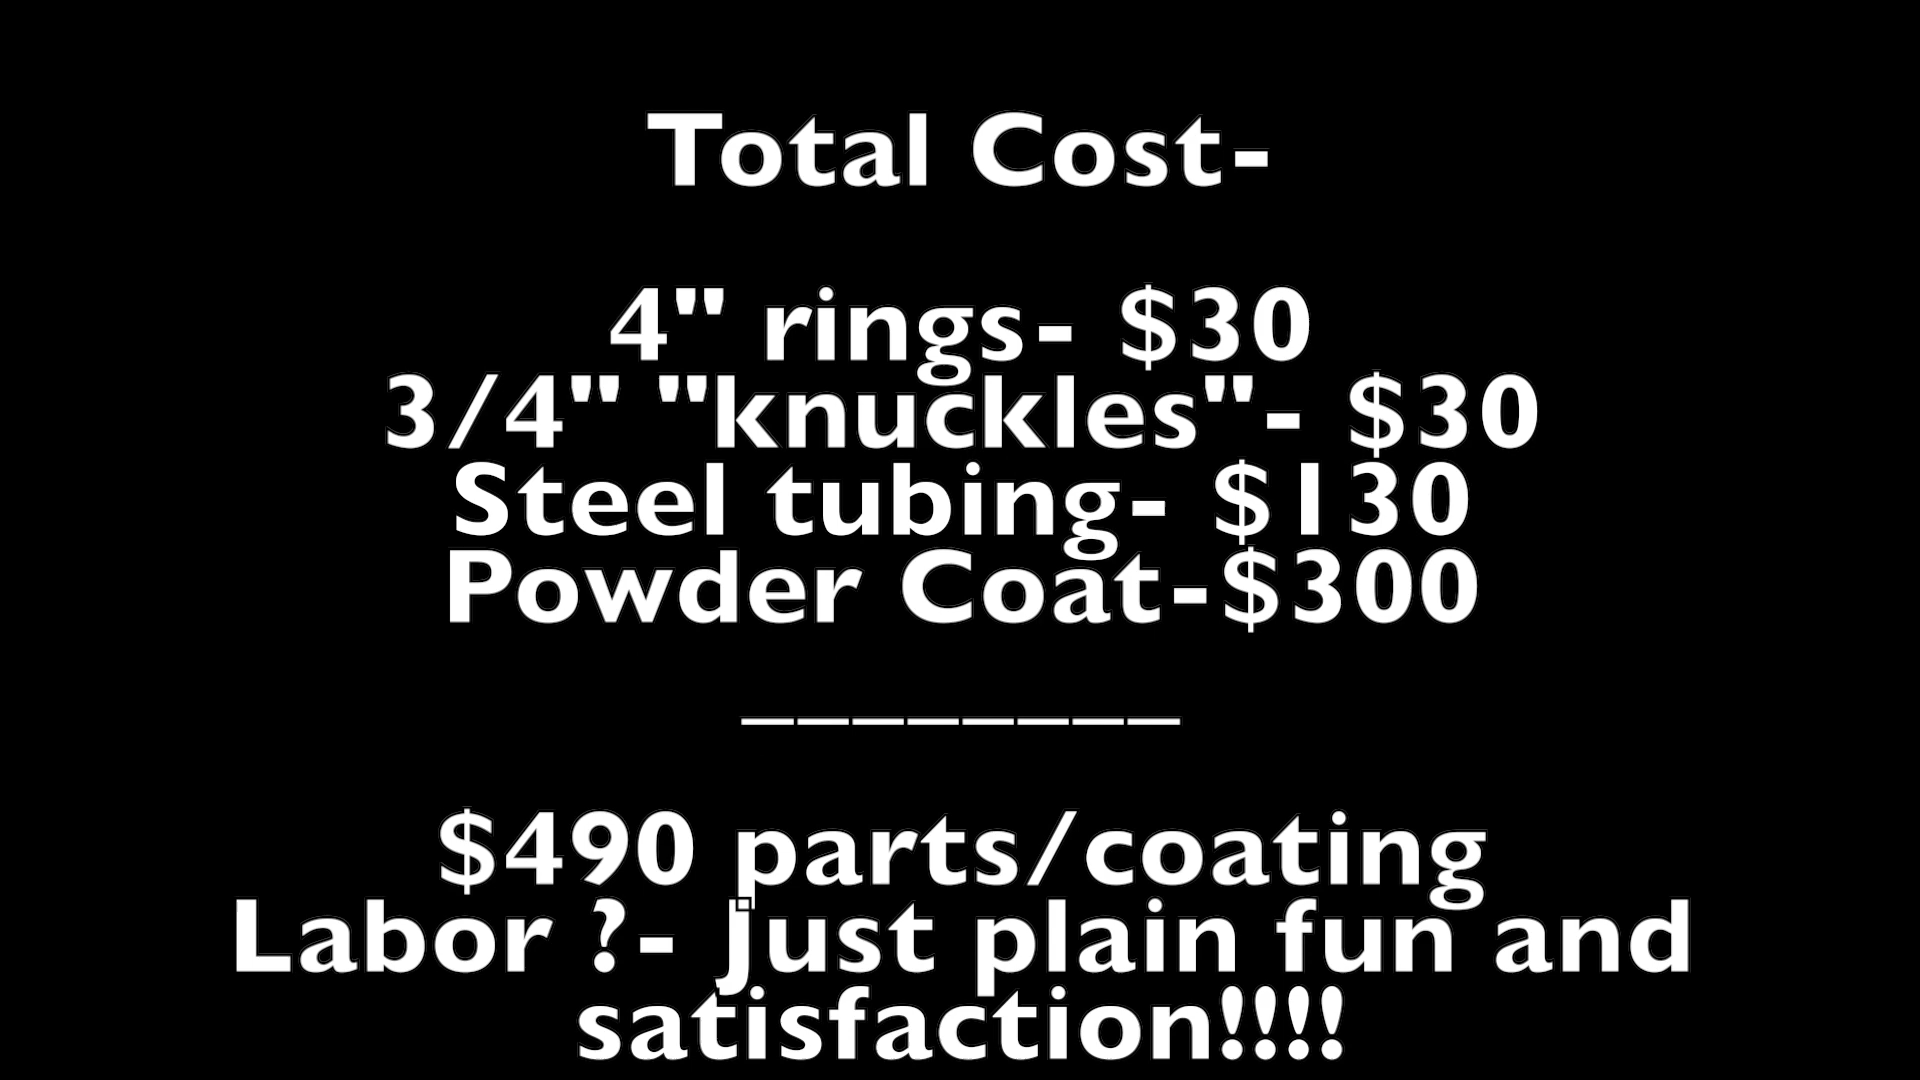 Total Cost-
4" rings- $30
3/4" "knuckles"- $30
Steel tubing- $130
Powder Coat-$300
________
$490 parts/coating
Labor ?- Just plain fun and
satisfaction!!!!